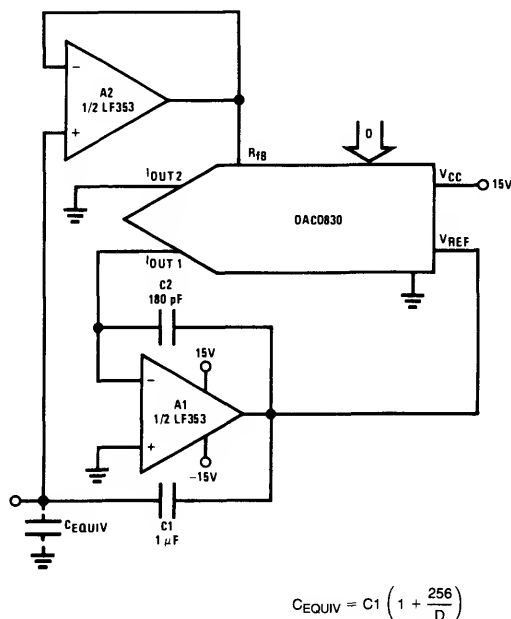 −
A2
1/2 LF353
+
D
RfB
IOUT 2
VCC
15V
DAC0830
VREF
IOUT 1
C2
180 pF
15V
−
A1
1/2 LF353
+
−15V
CEQUIV
C1
1 μF
CEQUIV = C1 (1 + 256/D)